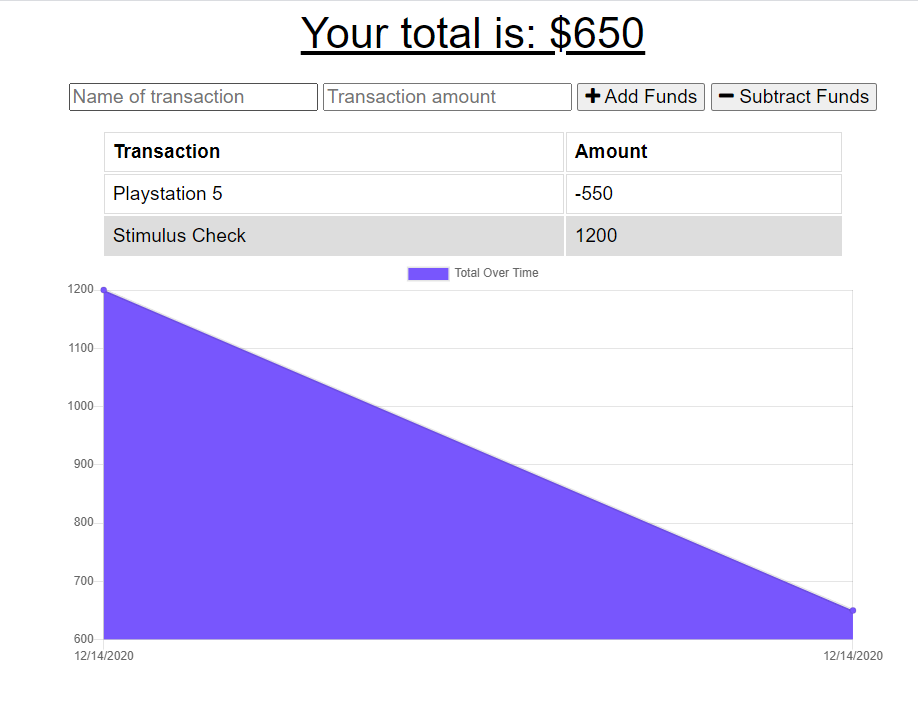 Your total is: $650
Name of transaction Transaction amount Add Funds Subtract Funds
Transaction Amount
Playstation 5 -550
Stimulus Check 1200
Total Over Time
1200
1100
1000
900
800
700
600
12/14/2020 12/14/2020